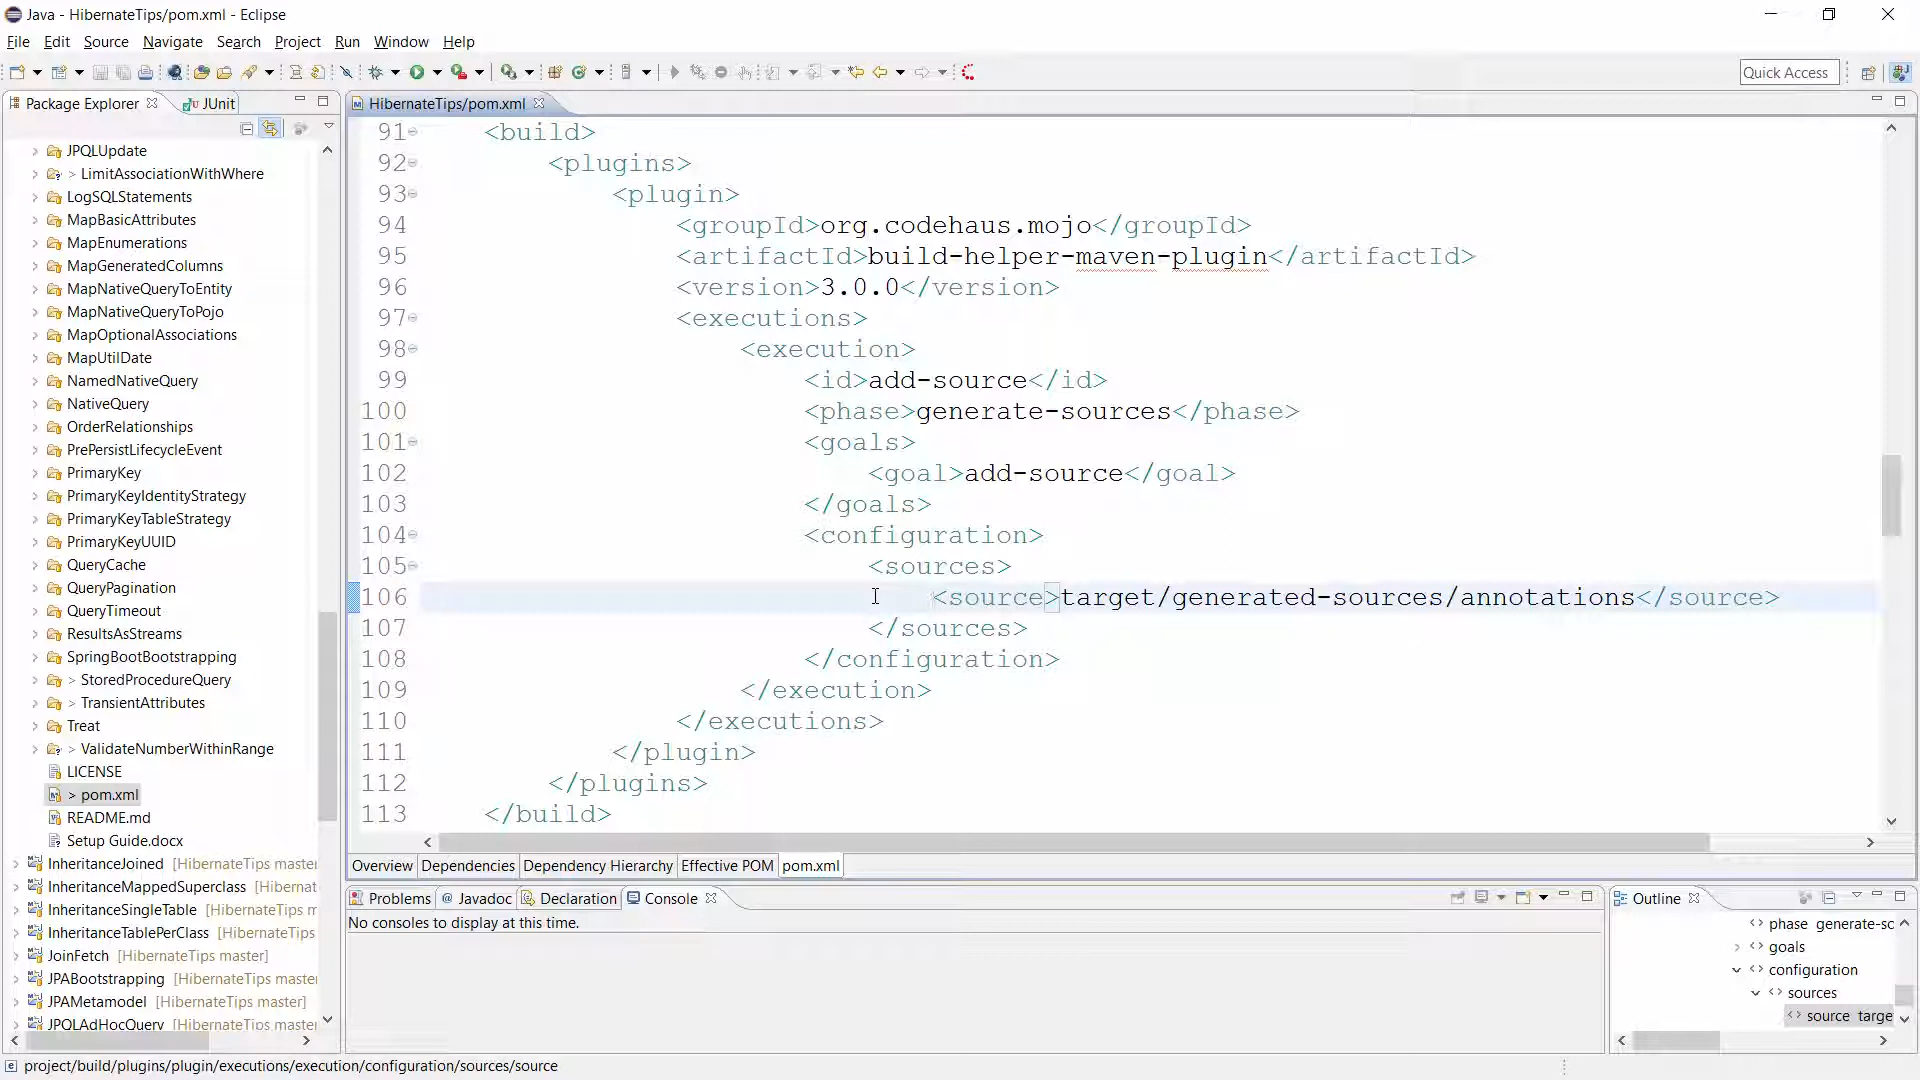 Java - HibernateTips/pom.xml - Eclipse
File Edit Source Navigate Search Project Run Window Help
Quick Access
Package Explorer JUnit
HibernateTips/pom.xml
JPQLUpdate
> LimitAssociationWithWhere
LogSQLStatements
MapBasicAttributes
MapEnumerations
MapGeneratedColumns
MapNativeQueryToEntity
MapNativeQueryToPojo
MapOptionalAssociations
MapUtilDate
NamedNativeQuery
NativeQuery
OrderRelationships
PrePersistLifecycleEvent
PrimaryKey
PrimaryKeyIdentityStrategy
PrimaryKeyTableStrategy
PrimaryKeyUUID
QueryCache
QueryPagination
QueryTimeout
ResultsAsStreams
SpringBootBootstrapping
> StoredProcedureQuery
> TransientAttributes
Treat
> ValidateNumberWithinRange
LICENSE
> pom.xml
README.md
Setup Guide.docx
InheritanceJoined [HibernateTips master
InheritanceMappedSuperclass [Hibernat
InheritanceSingleTable [HibernateTips m
InheritanceTablePerClass [HibernateTips
JoinFetch [HibernateTips master]
JPABootstrapping [HibernateTips master
JPAMetamodel [HibernateTips master]
JPQLAdHocQuery [HibernateTips master
91 <build>
92 <plugins>
93 <plugin>
94 <groupId>org.codehaus.mojo</groupId>
95 <artifactId>build-helper-maven-plugin</artifactId>
96 <version>3.0.0</version>
97 <executions>
98 <execution>
99 <id>add-source</id>
100 <phase>generate-sources</phase>
101 <goals>
102 <goal>add-source</goal>
103 </goals>
104 <configuration>
105 <sources>
106 <source>target/generated-sources/annotations</source>
107 </sources>
108 </configuration>
109 </execution>
110 </executions>
111 </plugin>
112 </plugins>
113 </build>
Overview Dependencies Dependency Hierarchy Effective POM pom.xml
Problems @ Javadoc Declaration Console
No consoles to display at this time.
Outline
phase generate-sc
goals
configuration
sources
source targe
project/build/plugins/plugin/executions/execution/configuration/sources/source